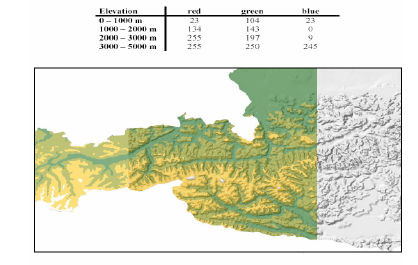 Elevation red green blue
0 – 1000 m 23 104 23
1000 – 2000 m 134 143 0
2000 – 3000 m 255 197 9
3000 – 5000 m 255 250 245